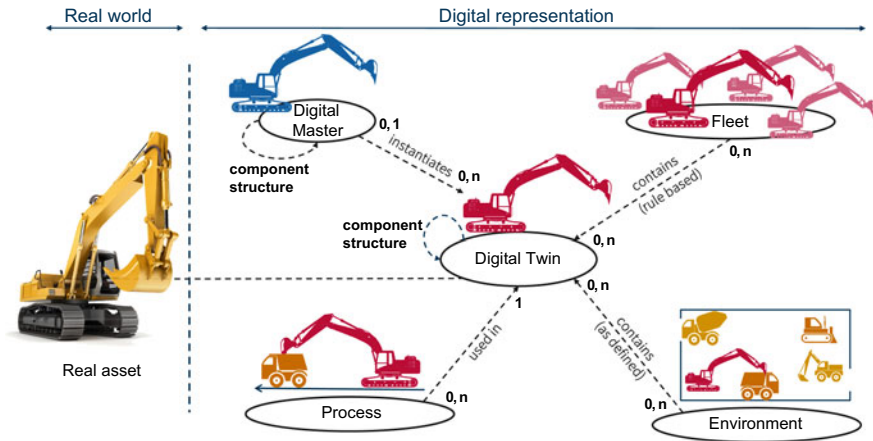 Real world
Digital representation
Digital
Master
0, 1
Fleet
0, n
component
structure
instantiates
0, n
contains
(rule based)
component
structure
0, n
Digital Twin
0, n
1
Real asset
used in
contains
(as defined)
0, n
0, n
Process
Environment